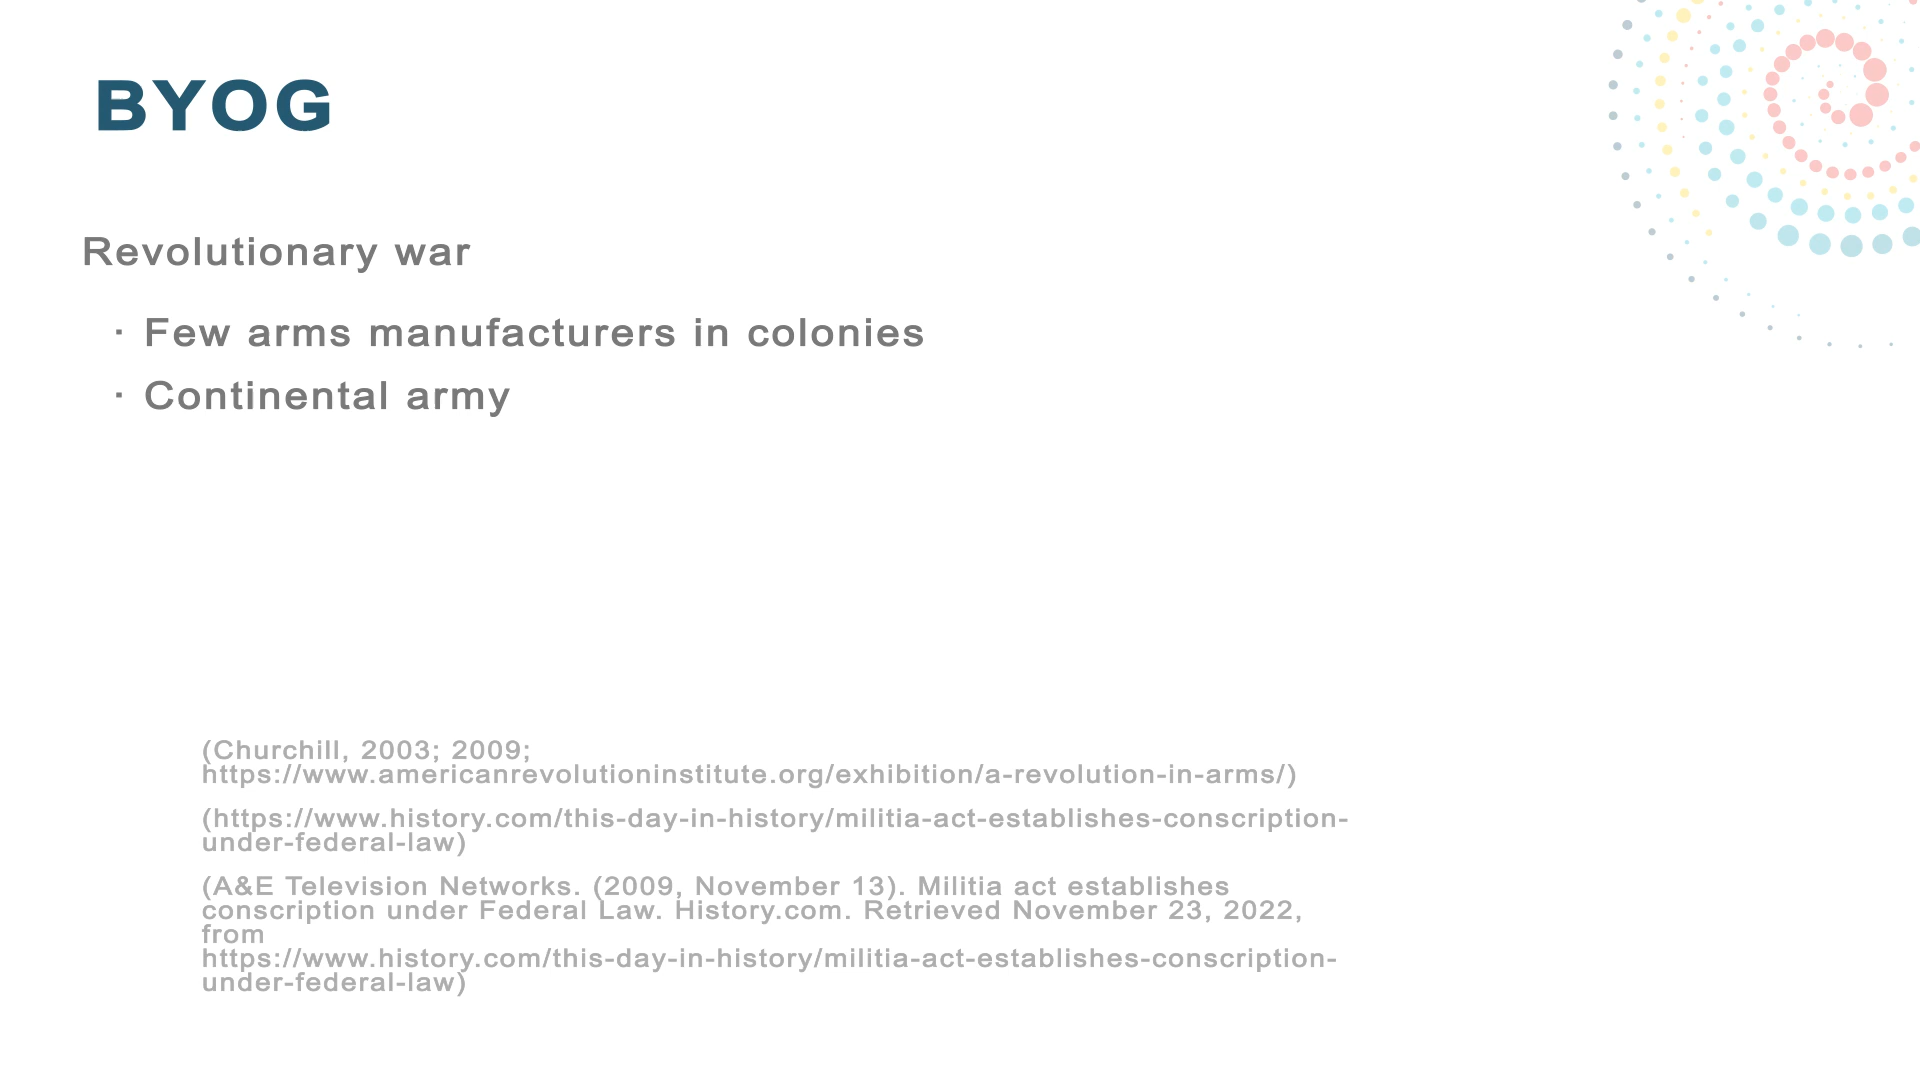 BYOG
Revolutionary war
· Few arms manufacturers in colonies
· Continental army
(Churchill, 2003; 2009;
https://www.americanrevolutioninstitute.org/exhibition/a-revolution-in-arms/)
(https://www.history.com/this-day-in-history/militia-act-establishes-conscription-
under-federal-law)
(A&E Television Networks. (2009, November 13). Militia act establishes
conscription under Federal Law. History.com. Retrieved November 23, 2022,
from
https://www.history.com/this-day-in-history/militia-act-establishes-conscription-
under-federal-law)